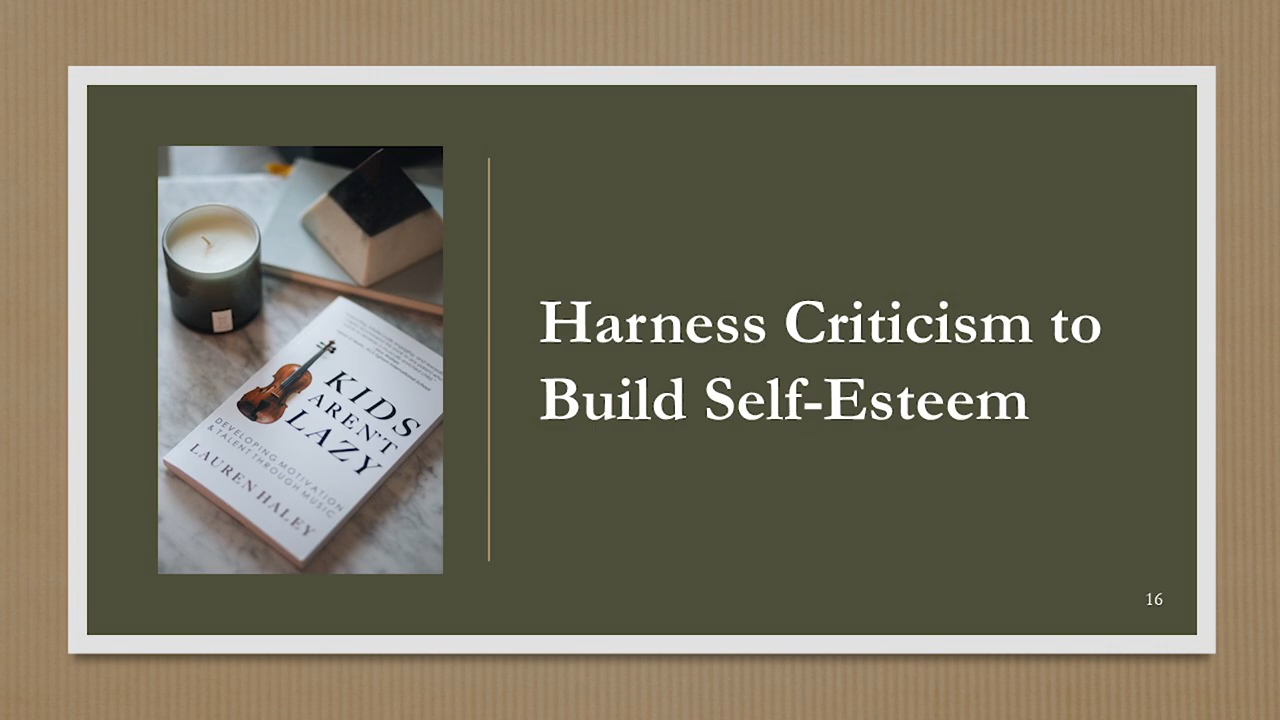 KIDS
AREN'T
LAZY
DEVELOPING MOTIVATION
& TALENT THROUGH MUSIC
LAUREN HALEY
Harness Criticism to
Build Self-Esteem
16